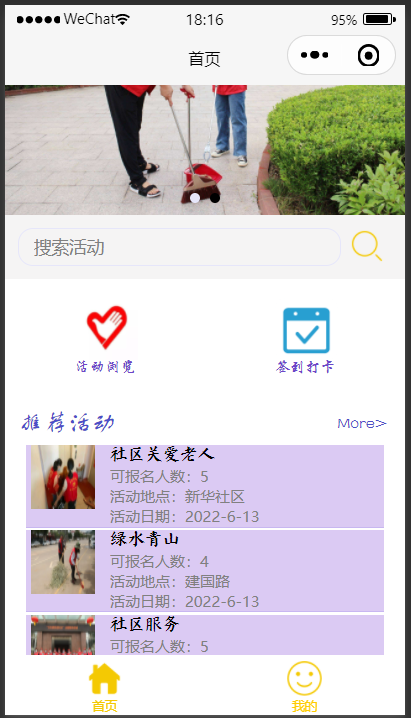 WeChat 18:16 95%
首页
搜索活动
活动浏览 签到打卡
推荐活动 More>
社区关爱老人
可报名人数：5
活动地点：新华社区
活动日期：2022-6-13
绿水青山
可报名人数：4
活动地点：建国路
活动日期：2022-6-13
社区服务
可报名人数：5
首页 我的